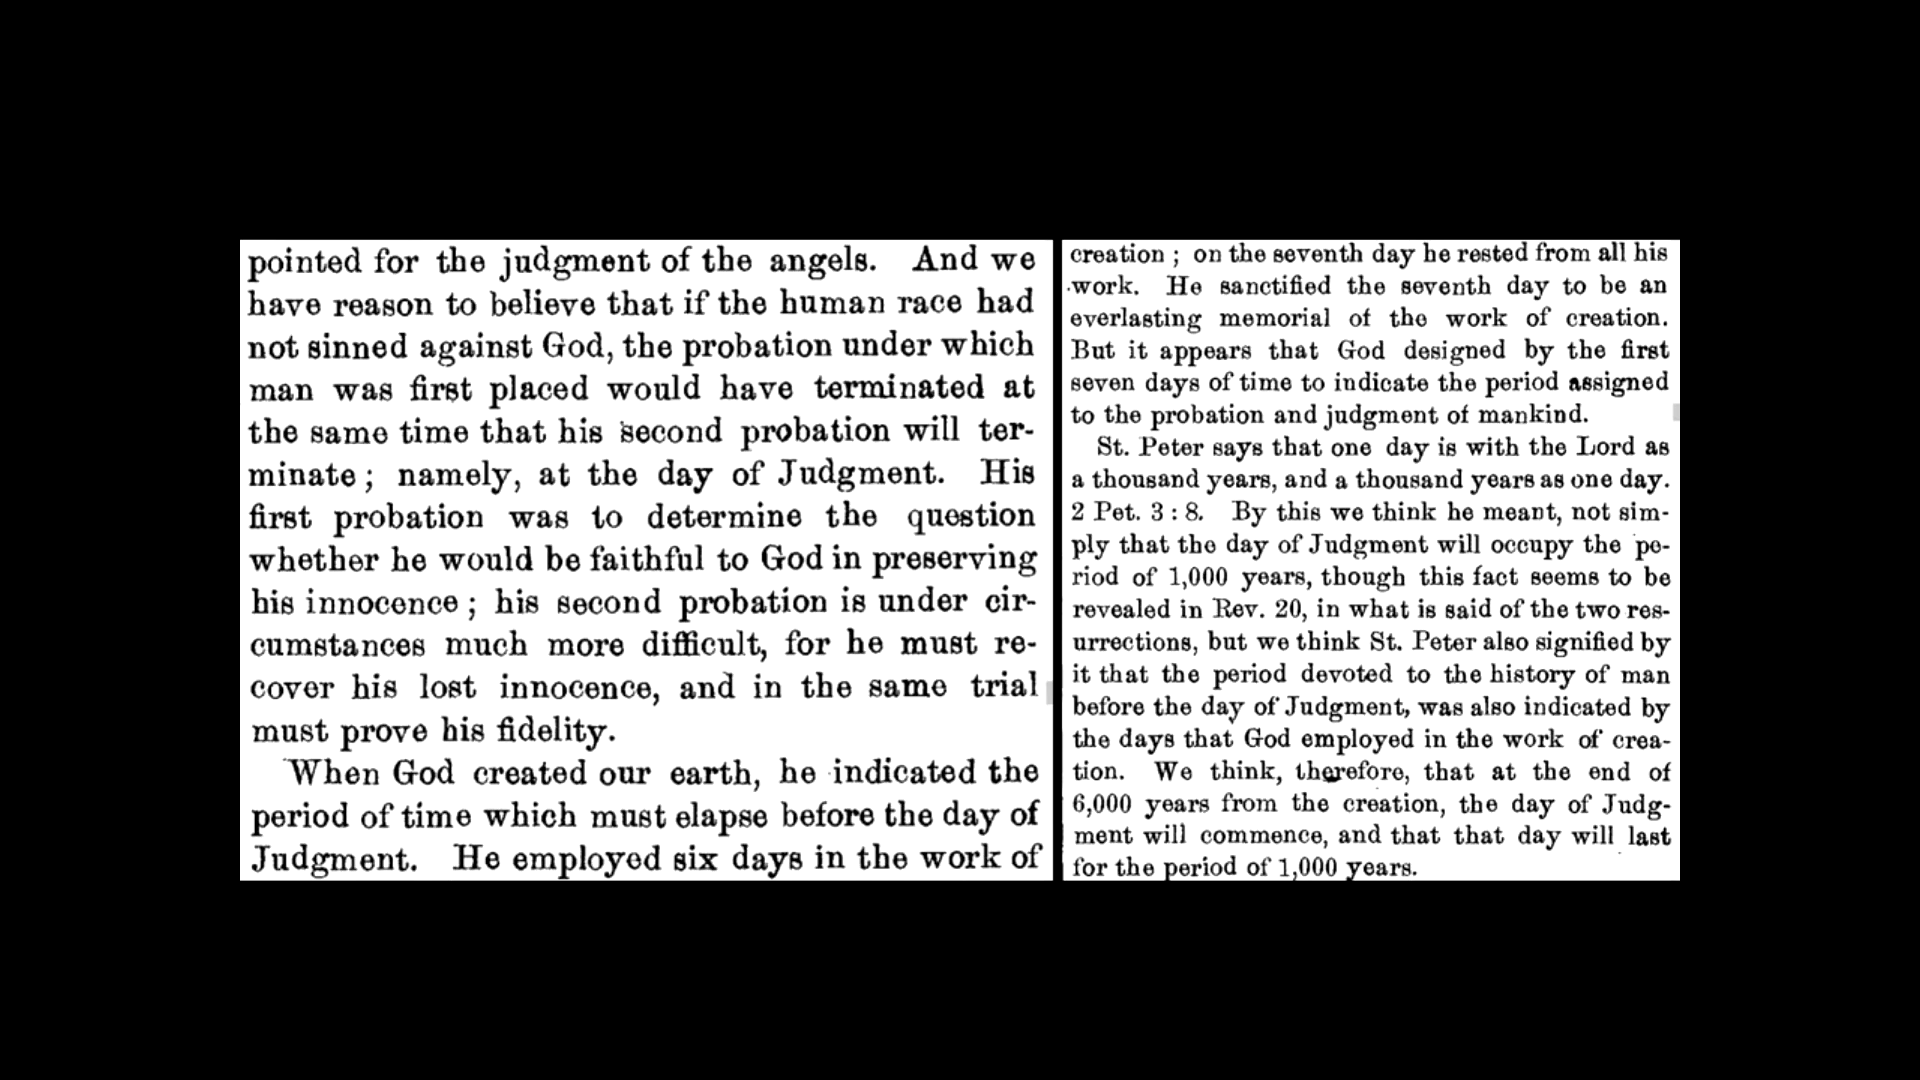 pointed for the judgment of the angels. And we
have reason to believe that if the human race had
not sinned against God, the probation under which
man was first placed would have terminated at
the same time that his second probation will ter-
minate; namely, at the day of Judgment. His
first probation was to determine the question
whether he would be faithful to God in preserving
his innocence; his second probation is under cir-
cumstances much more difficult, for he must re-
cover his lost innocence, and in the same trial
must prove his fidelity.
When God created our earth, he indicated the
period of time which must elapse before the day of
Judgment. He employed six days in the work of
creation; on the seventh day he rested from all his
work. He sanctified the seventh day to be an
everlasting memorial of the work of creation.
But it appears that God designed by the first
seven days of time to indicate the period assigned
to the probation and judgment of mankind.
St. Peter says that one day is with the Lord as
a thousand years, and a thousand years as one day.
2 Pet. 3:8. By this we think he meant, not sim-
ply that the day of Judgment will occupy the pe-
riod of 1,000 years, though this fact seems to be
revealed in Rev. 20, in what is said of the two res-
urrections, but we think St. Peter also signified by
it that the period devoted to the history of man
before the day of Judgment, was also indicated by
the days that God employed in the work of crea-
tion. We think, therefore, that at the end of
6,000 years from the creation, the day of Judg-
ment will commence, and that that day will last
for the period of 1,000 years.